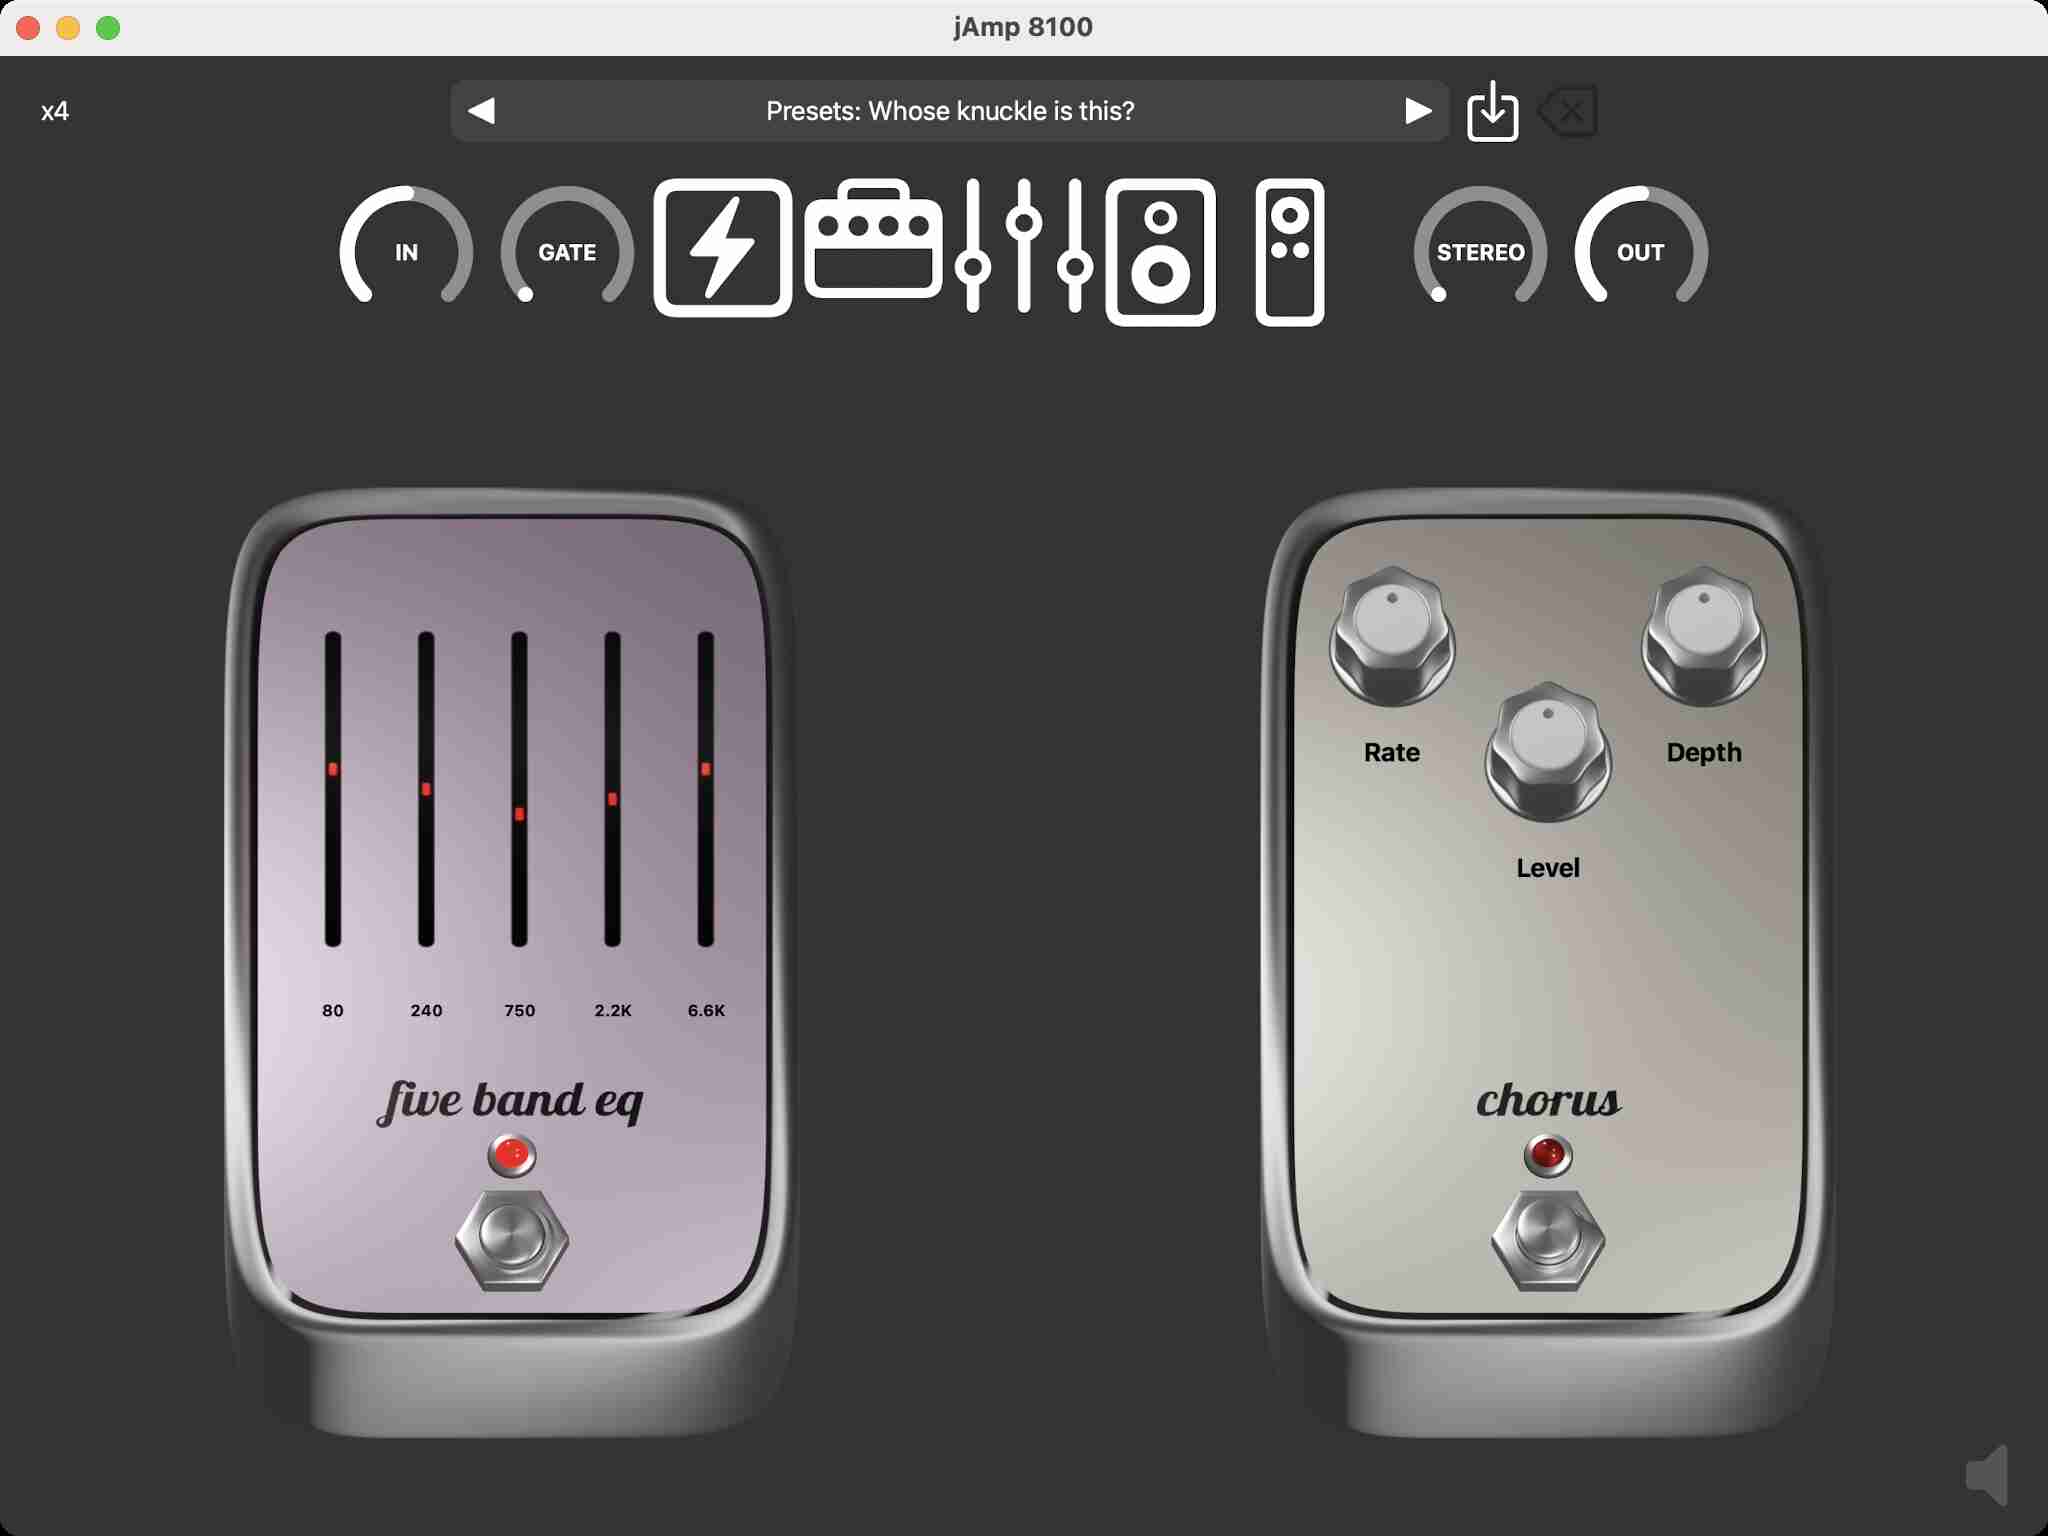 jAmp 8100
x4
Presets: Whose knuckle is this?
IN
GATE
STEREO
OUT
Rate
Depth
Level
80 240 750 2.2K 6.6K
five band eq
chorus